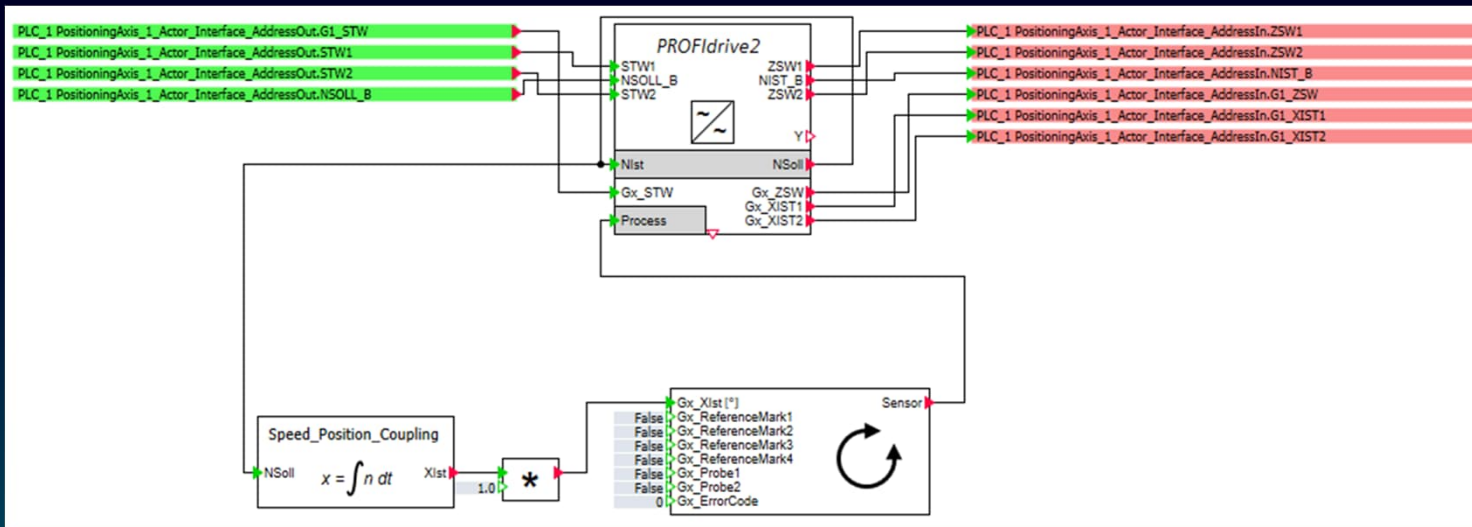 PLC_1 PositioningAxis_1_Actor_Interface_AddressOut.G1_STW
PLC_1 PositioningAxis_1_Actor_Interface_AddressOut.STW1
PLC_1 PositioningAxis_1_Actor_Interface_AddressOut.STW2
PLC_1 PositioningAxis_1_Actor_Interface_AddressOut.NSOLL_B
PROFIdrive2
STW1
NSOLL_B
STW2
ZSW1
NIST_B
ZSW2
~/~
Y
NIst
NSoll
Gx_STW
Gx_ZSW
Gx_XIST1
Gx_XIST2
Process
PLC_1 PositioningAxis_1_Actor_Interface_AddressIn.ZSW1
PLC_1 PositioningAxis_1_Actor_Interface_AddressIn.ZSW2
PLC_1 PositioningAxis_1_Actor_Interface_AddressIn.NIST_B
PLC_1 PositioningAxis_1_Actor_Interface_AddressIn.G1_ZSW
PLC_1 PositioningAxis_1_Actor_Interface_AddressIn.G1_XIST1
PLC_1 PositioningAxis_1_Actor_Interface_AddressIn.G1_XIST2
Speed_Position_Coupling
NSoll
x = ∫n dt
XIst
1.0
*
Gx_XIst [°]
Sensor
False Gx_ReferenceMark1
False Gx_ReferenceMark2
False Gx_ReferenceMark3
False Gx_ReferenceMark4
False Gx_Probe1
False Gx_Probe2
0 Gx_ErrorCode